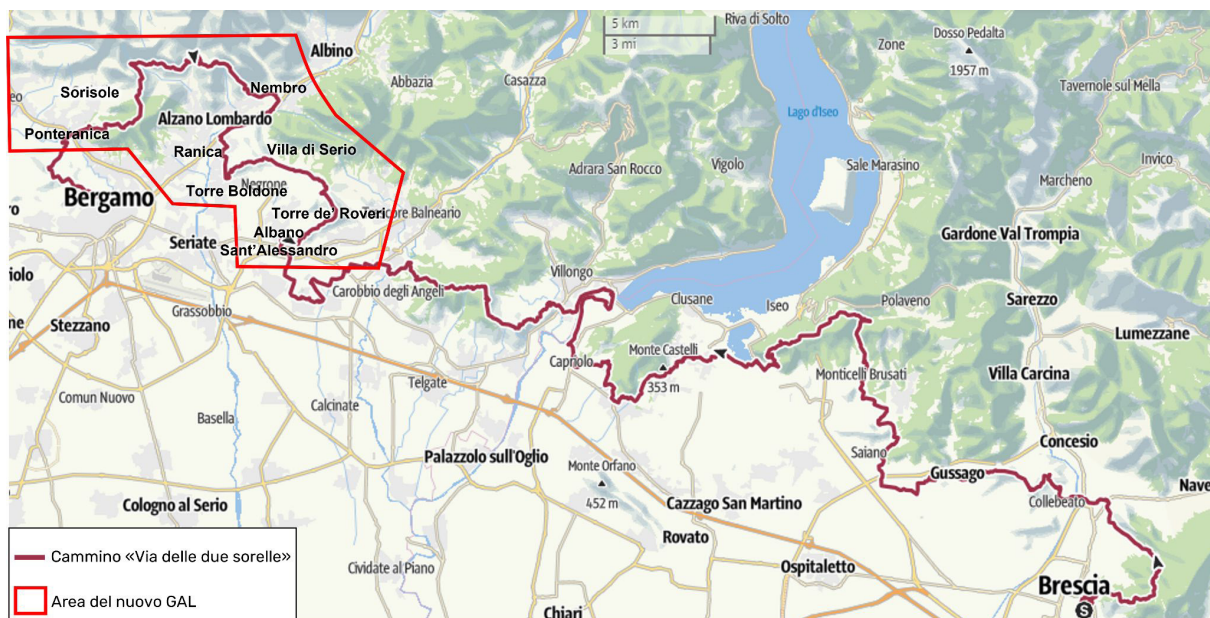 5 km
3 mi
Riva di Solto
Zone
Dosso Pedalta
1957 m
Albino
Abbazia
Casazza
Tavernole sul Mella
Sorisole
Nembro
Alzano Lombardo
Lago d'Iseo
Ponteranica
Ranica
Villa di Serio
Adrara San Rocco
Vigolo
Sale Marasino
Invico
Marcheno
Bergamo
Torre Boldone
Negrone
Torre de' Roveri
Balneario
Albano
Sant'Alessandro
Seriate
Gardone Val Trompia
Villongo
Carobbio degli Angeli
Clusane
Iseo
Polaveno
Sarezzo
Grassobbio
Stezzano
Lumezzane
Capriolo
Monte Castelli
353 m
Monticelli Brusati
Villa Carcina
Telgate
Comun Nuovo
Calcinate
Basella
Palazzolo sull'Oglio
Monte Orfano
452 m
Saiano
Concesio
Gussago
Collebeato
Nave
Cologno al Serio
Cazzago San Martino
Rovato
Cividate al Piano
Ospitaletto
Brescia
S
Chiari
Cammino «Via delle due sorelle»
Area del nuovo GAL